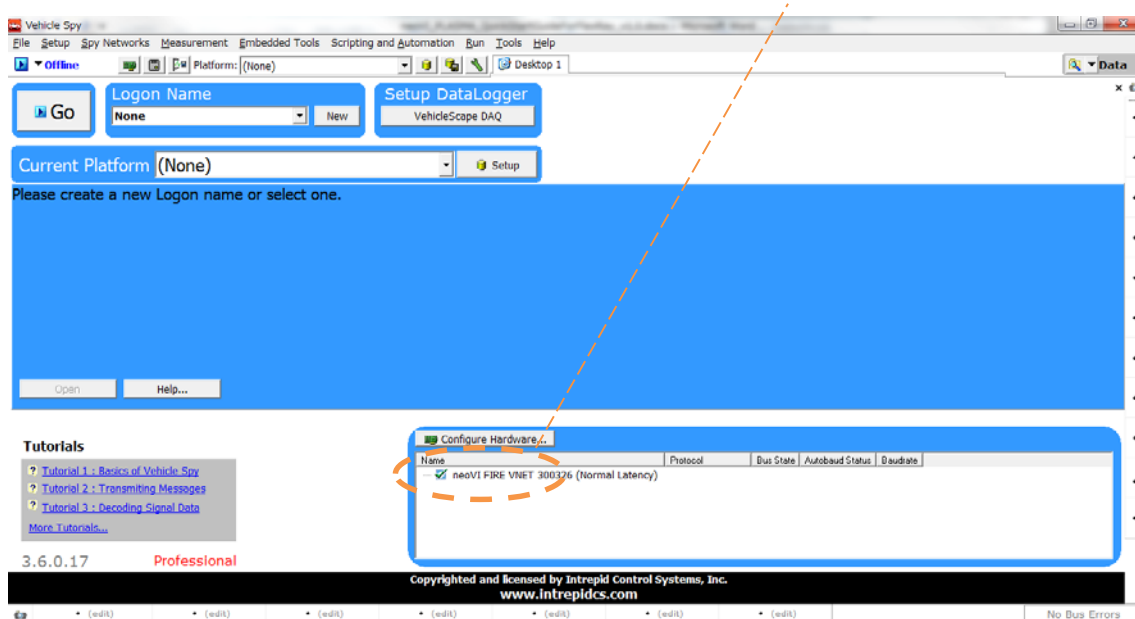 Vehicle Spy
File Setup Spy Networks Measurement Embedded Tools Scripting and Automation Run Tools Help
Offline Platform: (None) Desktop 1 Data
Go
Logon Name
None New
Setup DataLogger
VehicleScape DAQ
Current Platform (None) Setup
Please create a new Logon name or select one.
Open Help...
Tutorials
Tutorial 1 : Basics of Vehicle Spy
Tutorial 2 : Transmiting Messages
Tutorial 3 : Decoding Signal Data
More Tutorials...
3.6.0.17 Professional
Configure Hardware...
Name Protocol Bus State Autobaud Status Baudrate
neoVI FIRE VNET 300326 (Normal Latency)
Copyrighted and licensed by Intrepid Control Systems, Inc.
www.intrepidcs.com
(edit) (edit) (edit) (edit) (edit) (edit) (edit) No Bus Errors